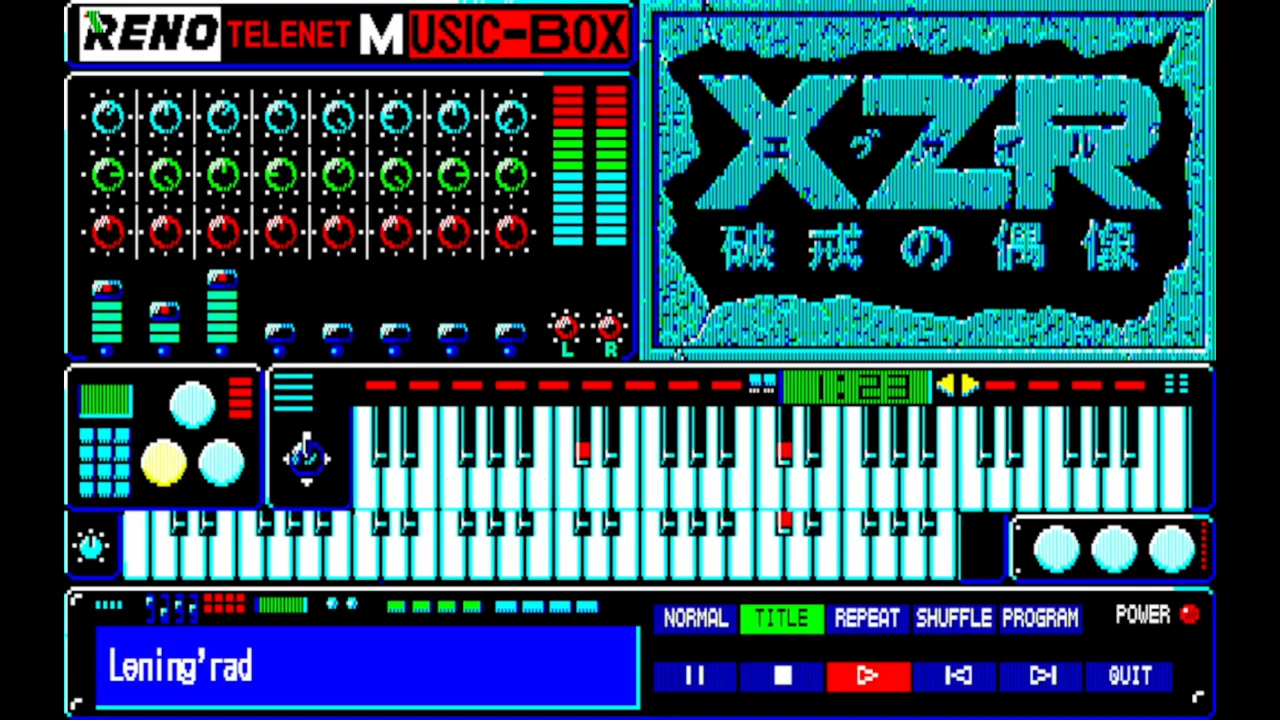 RENO TELENET MUSIC-BOX
XZR
エグザイル
破戒の偶像
L R
1:23
NORMAL TITLE REPEAT SHUFFLE PROGRAM POWER
QUIT
Lening'rad